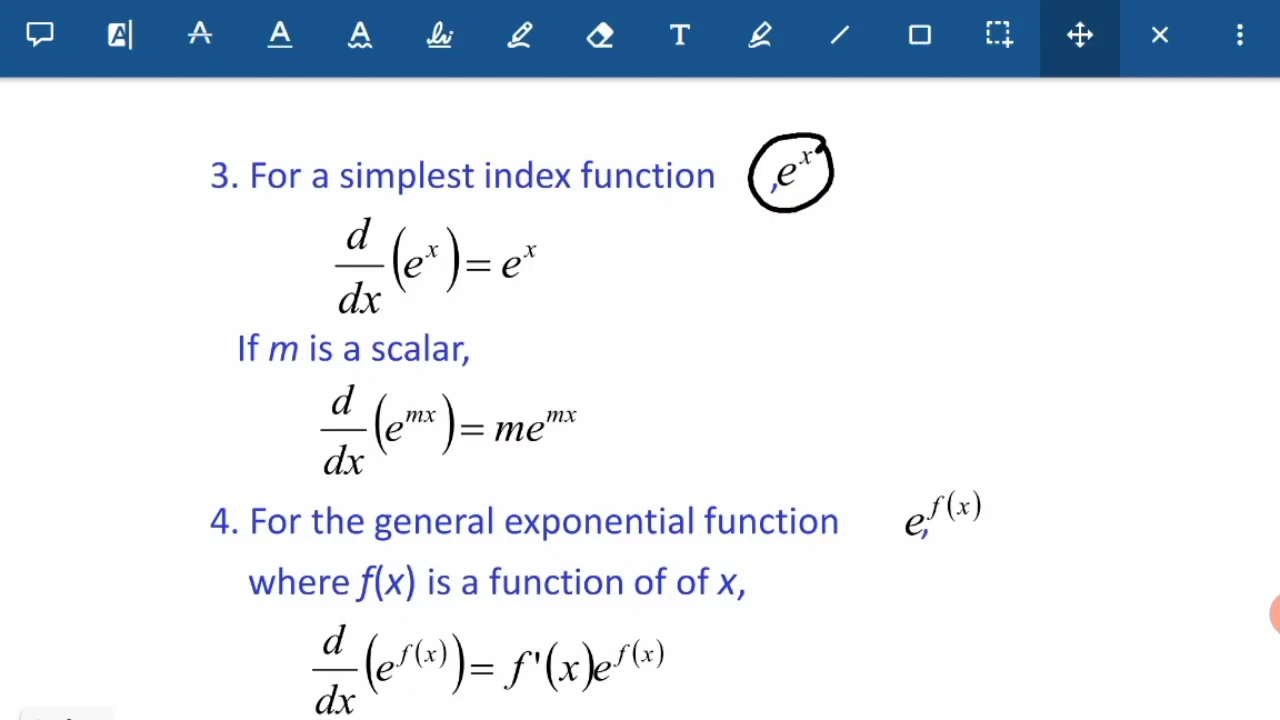 3. For a simplest index function , e^x
d/dx (e^x) = e^x
If m is a scalar,
d/dx (e^{mx}) = me^{mx}
4. For the general exponential function e^{f(x)},
where f(x) is a function of of x,
d/dx (e^{f(x)}) = f'(x)e^{f(x)}